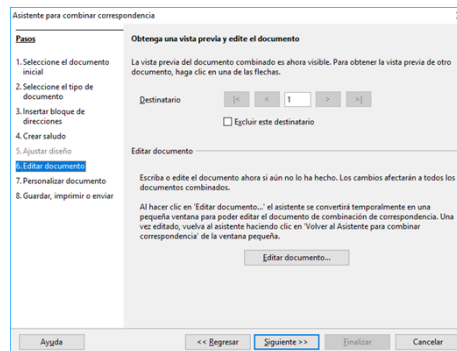 Asistente para combinar correspondencia
Pasos
1. Seleccione el documento
inicial
2. Seleccione el tipo de
documento
3. Insertar bloque de
direcciones
4. Crear saludo
5. Ajustar diseño
6. Editar documento
7. Personalizar documento
8. Guardar, imprimir o enviar
Obtenga una vista previa y edite el documento
La vista previa del documento combinado es ahora visible. Para obtener la vista previa de otro
documento, haga clic en una de las flechas.
Destinatario |< < 1 > >|
Excluir este destinatario
Editar documento
Escriba o edite el documento ahora si aún no lo ha hecho. Los cambios afectarán a todos los
documentos combinados.
Al hacer clic en 'Editar documento...' el asistente se convertirá temporalmente en una
pequeña ventana para poder editar el documento de combinación de correspondencia. Una
vez editado, vuelva al asistente haciendo clic en 'Volver al Asistente para combinar
correspondencia' de la ventana pequeña.
Editar documento...
Ayuda << Regresar Siguiente >> Finalizar Cancelar